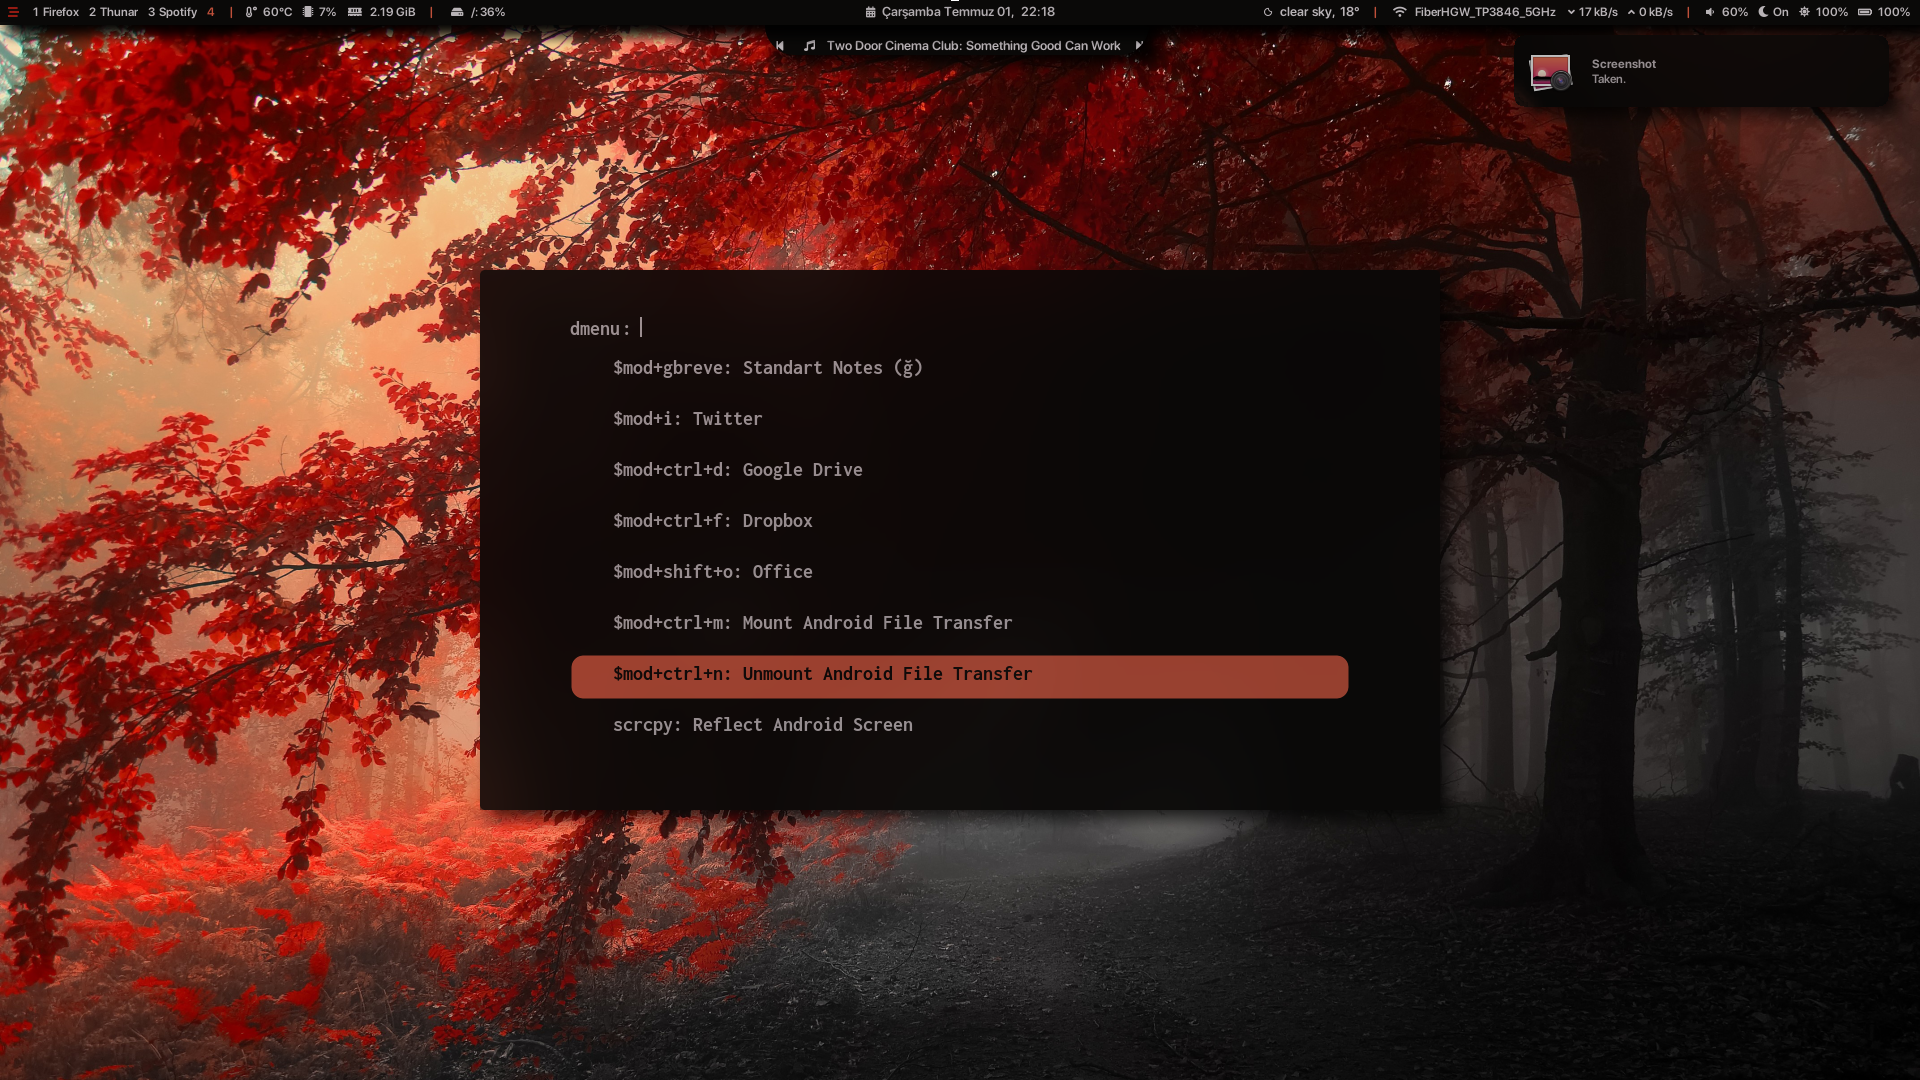 1 Firefox 2 Thunar 3 Spotify 4 | 60°C 7% 2.19 GiB | /: 36% Çarşamba Temmuz 01, 22:18 clear sky, 18° | FiberHGW_TP3846_5GHz 17 kB/s 0 kB/s | 60% On 100% 100%
Two Door Cinema Club: Something Good Can Work
Screenshot
Taken.
dmenu:
$mod+gbreve: Standart Notes (ğ)
$mod+i: Twitter
$mod+ctrl+d: Google Drive
$mod+ctrl+f: Dropbox
$mod+shift+o: Office
$mod+ctrl+m: Mount Android File Transfer
$mod+ctrl+n: Unmount Android File Transfer
scrcpy: Reflect Android Screen